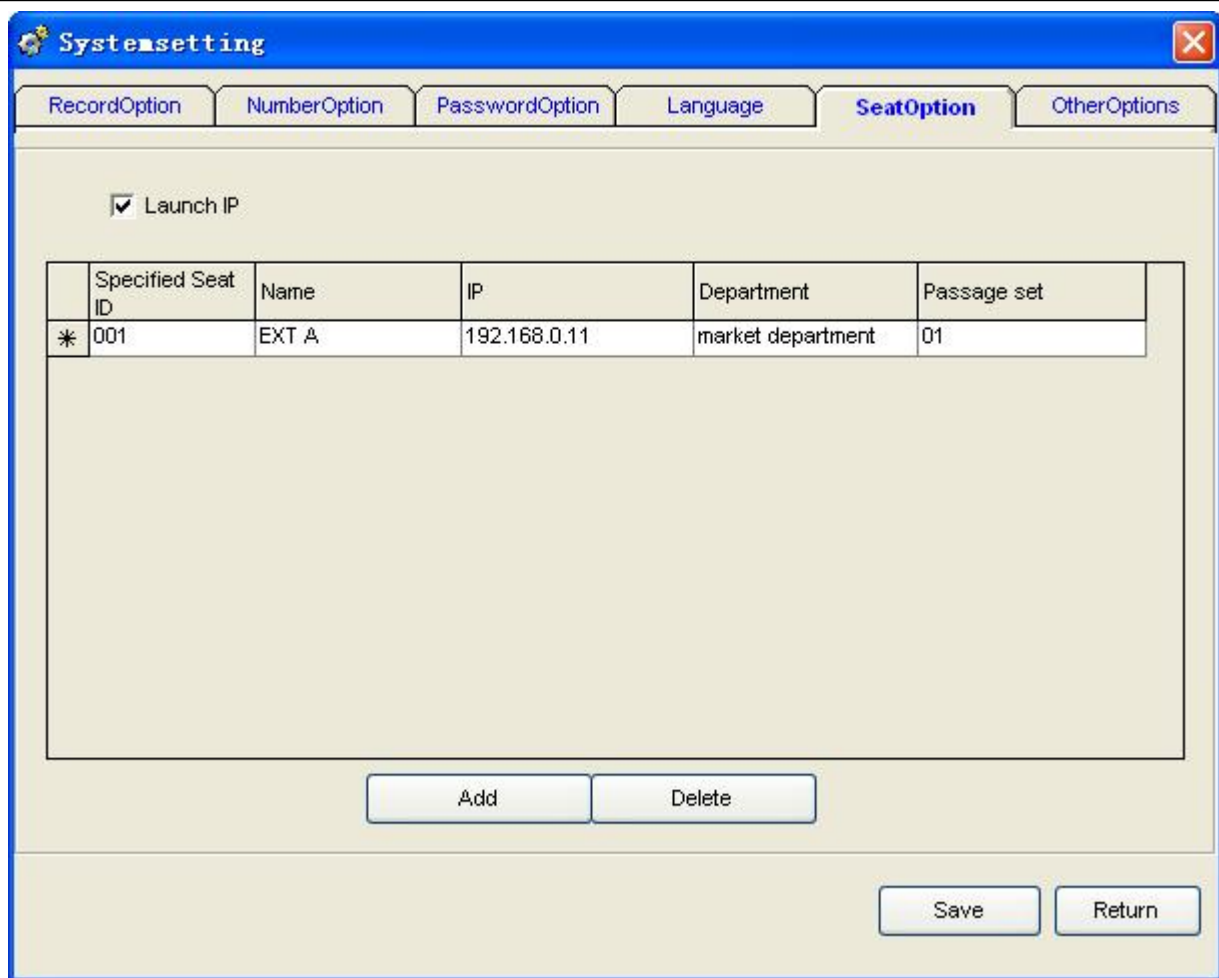 Systemsetting
RecordOption NumberOption PasswordOption Language SeatOption OtherOptions
Launch IP
Specified Seat ID Name IP Department Passage set
001 EXT A 192.168.0.11 market department 01
Add Delete
Save Return